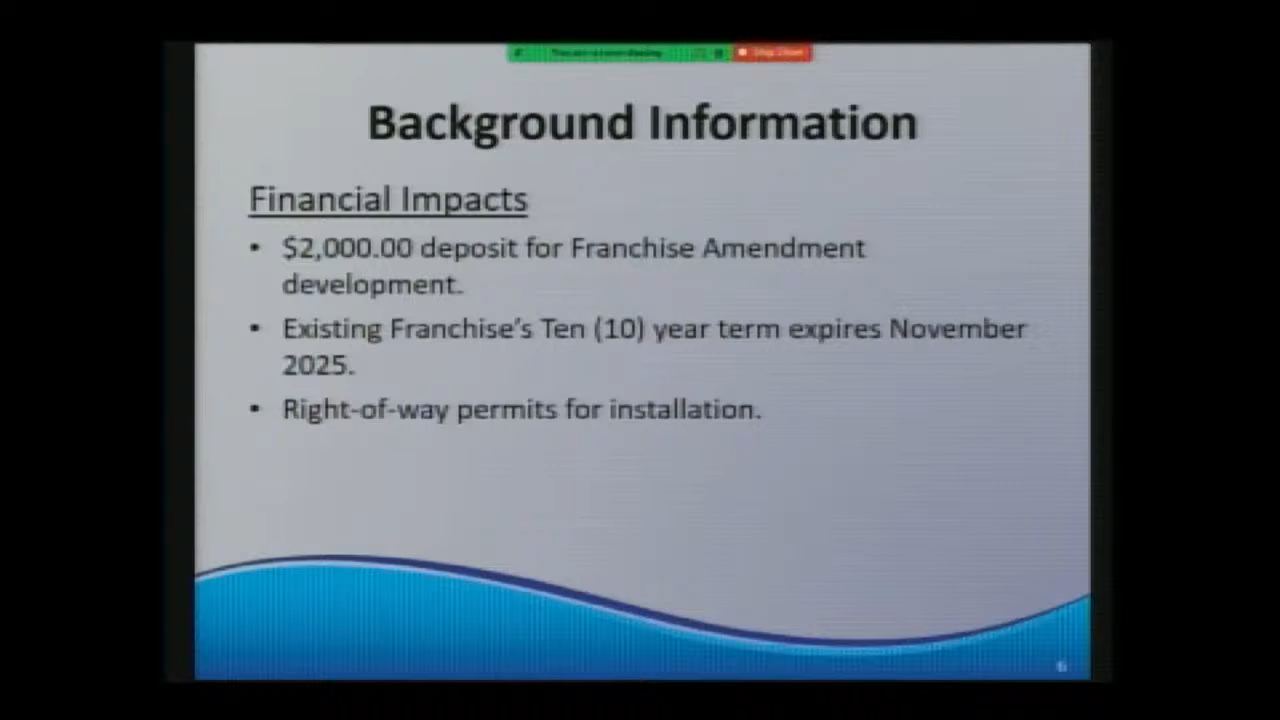 Background Information
Financial Impacts
• $2,000.00 deposit for Franchise Amendment
development.
• Existing Franchise's Ten (10) year term expires November
2025.
• Right-of-way permits for installation.
6